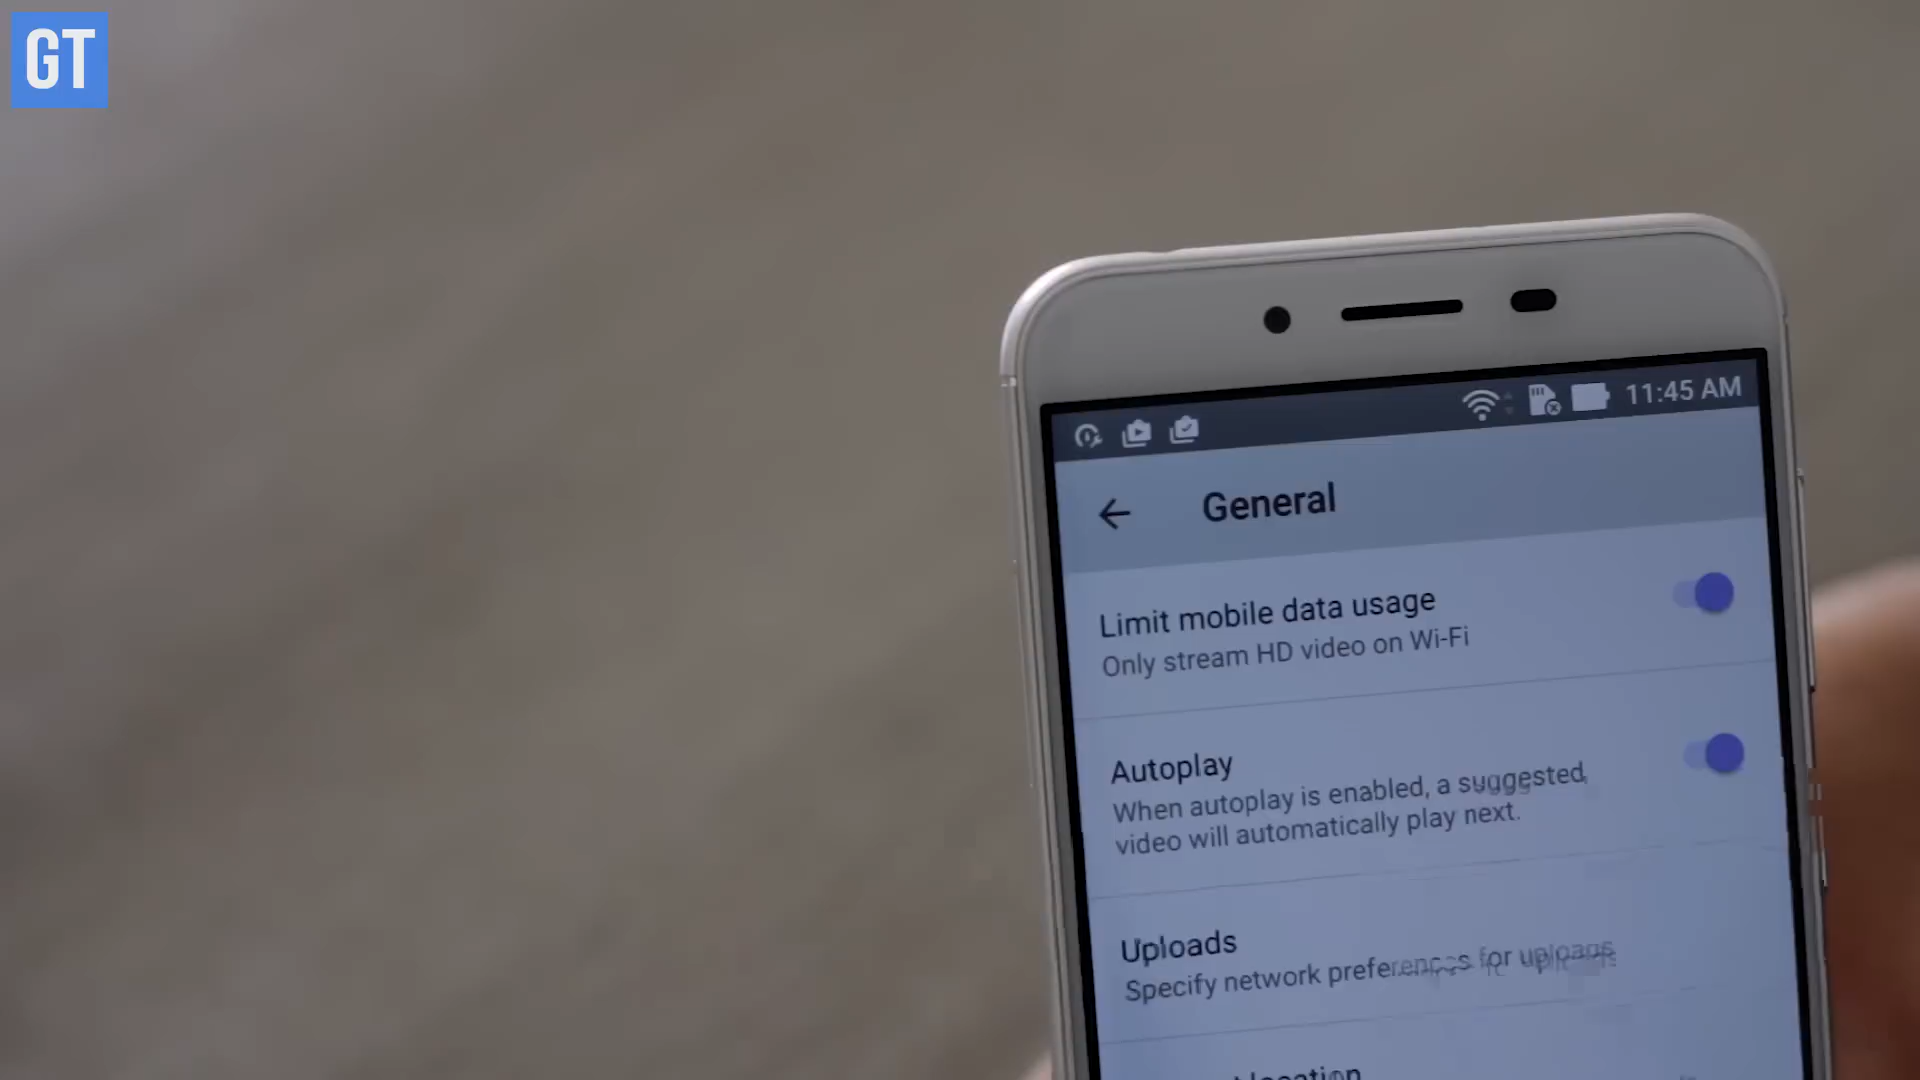 GT
11:45 AM
General
Limit mobile data usage
Only stream HD video on Wi-Fi
Autoplay
When autoplay is enabled, a suggested
video will automatically play next.
Uploads
Specify network preferences for uploads
location